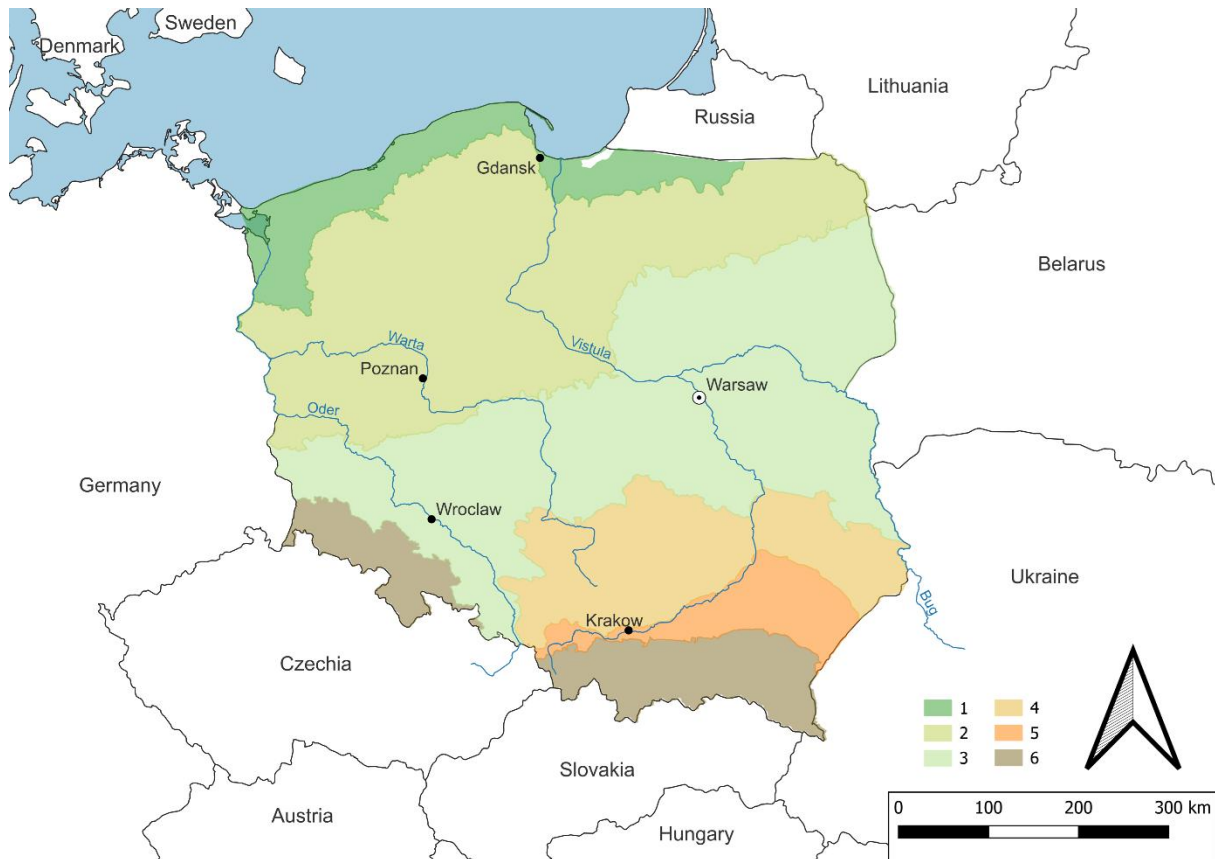 Sweden
Denmark
Lithuania
Russia
Gdansk
Belarus
Warta
Vistula
Poznan
Warsaw
Oder
Germany
Wroclaw
Ukraine
Bug
Krakow
Czechia
1 4
2 5
3 6
Slovakia
Austria
Hungary
0 100 200 300 km